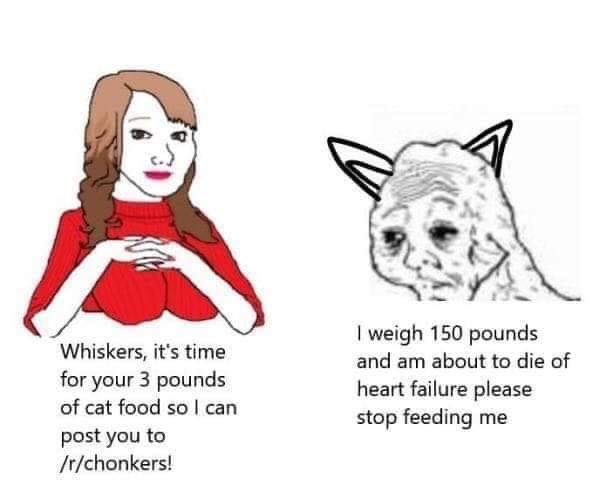 Whiskers, it's time
for your 3 pounds
of cat food so I can
post you to
/r/chonkers!
I weigh 150 pounds
and am about to die of
heart failure please
stop feeding me